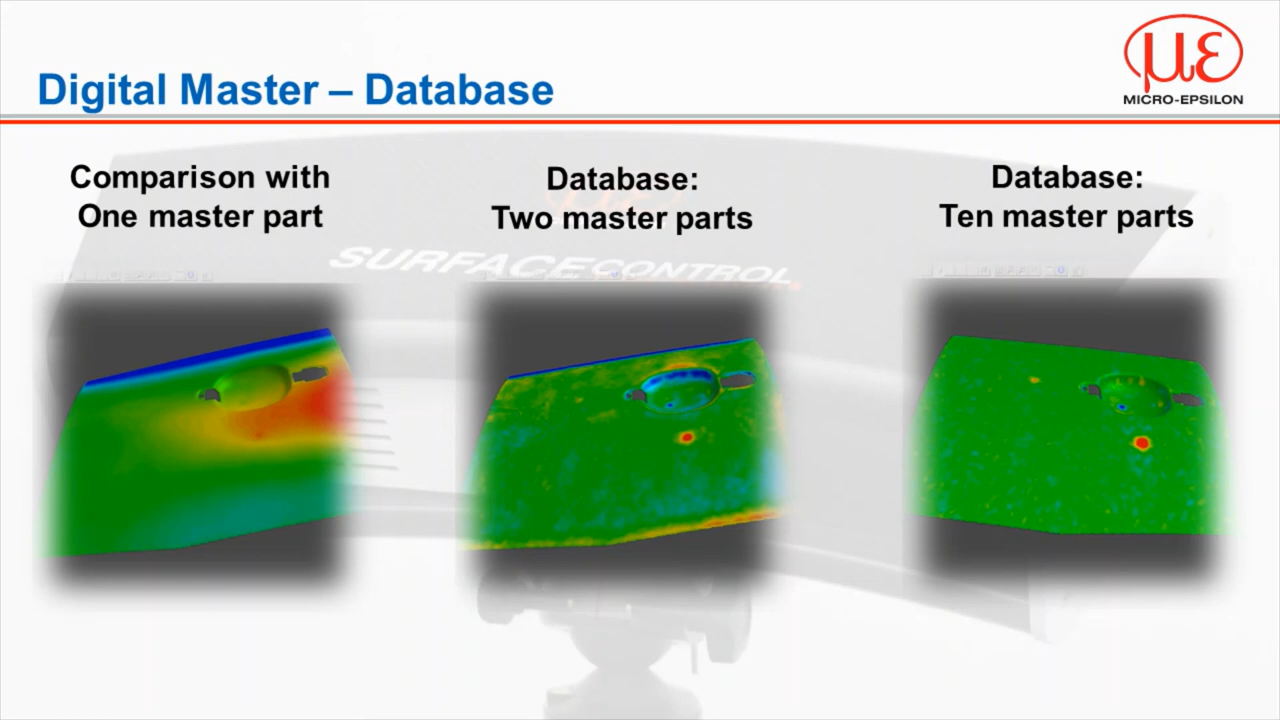 Digital Master – Database
με
MICRO-EPSILON
Comparison with
One master part
Database:
Two master parts
Database:
Ten master parts
SURFACECONTROL